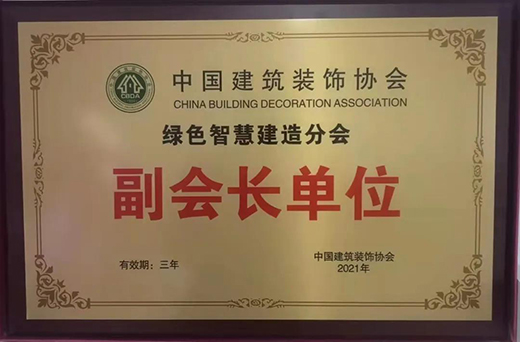 中国建筑装饰协会
CHINA BUILDING DECORATION ASSOCIATION
CBDA
绿色智慧建造分会
副会长单位
有效期：三年
中国建筑装饰协会
2021年